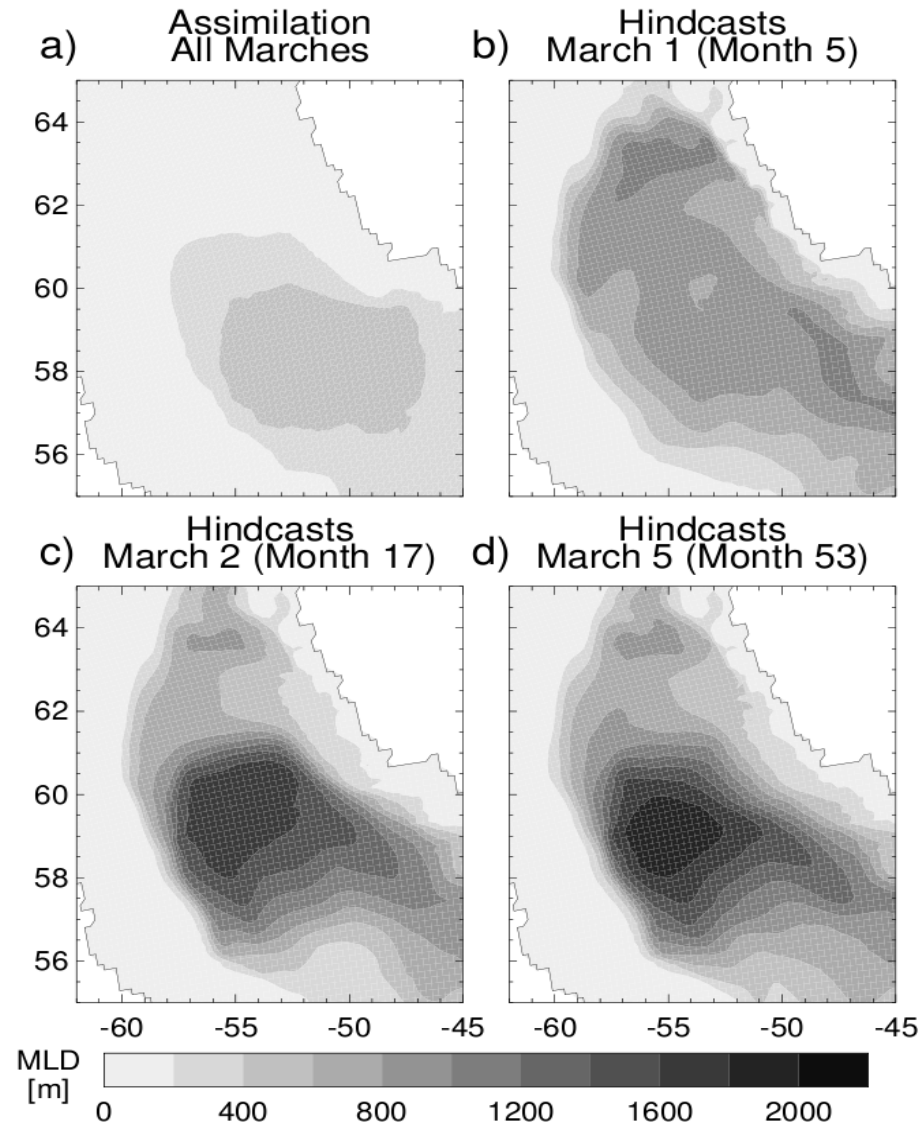 a) Assimilation
All Marches
b) Hindcasts
March 1 (Month 5)
64
62
60
58
56
c) Hindcasts
March 2 (Month 17)
d) Hindcasts
March 5 (Month 53)
64
62
60
58
56
-60 -55 -50 -45
-60 -55 -50 -45
MLD
[m]
0 400 800 1200 1600 2000